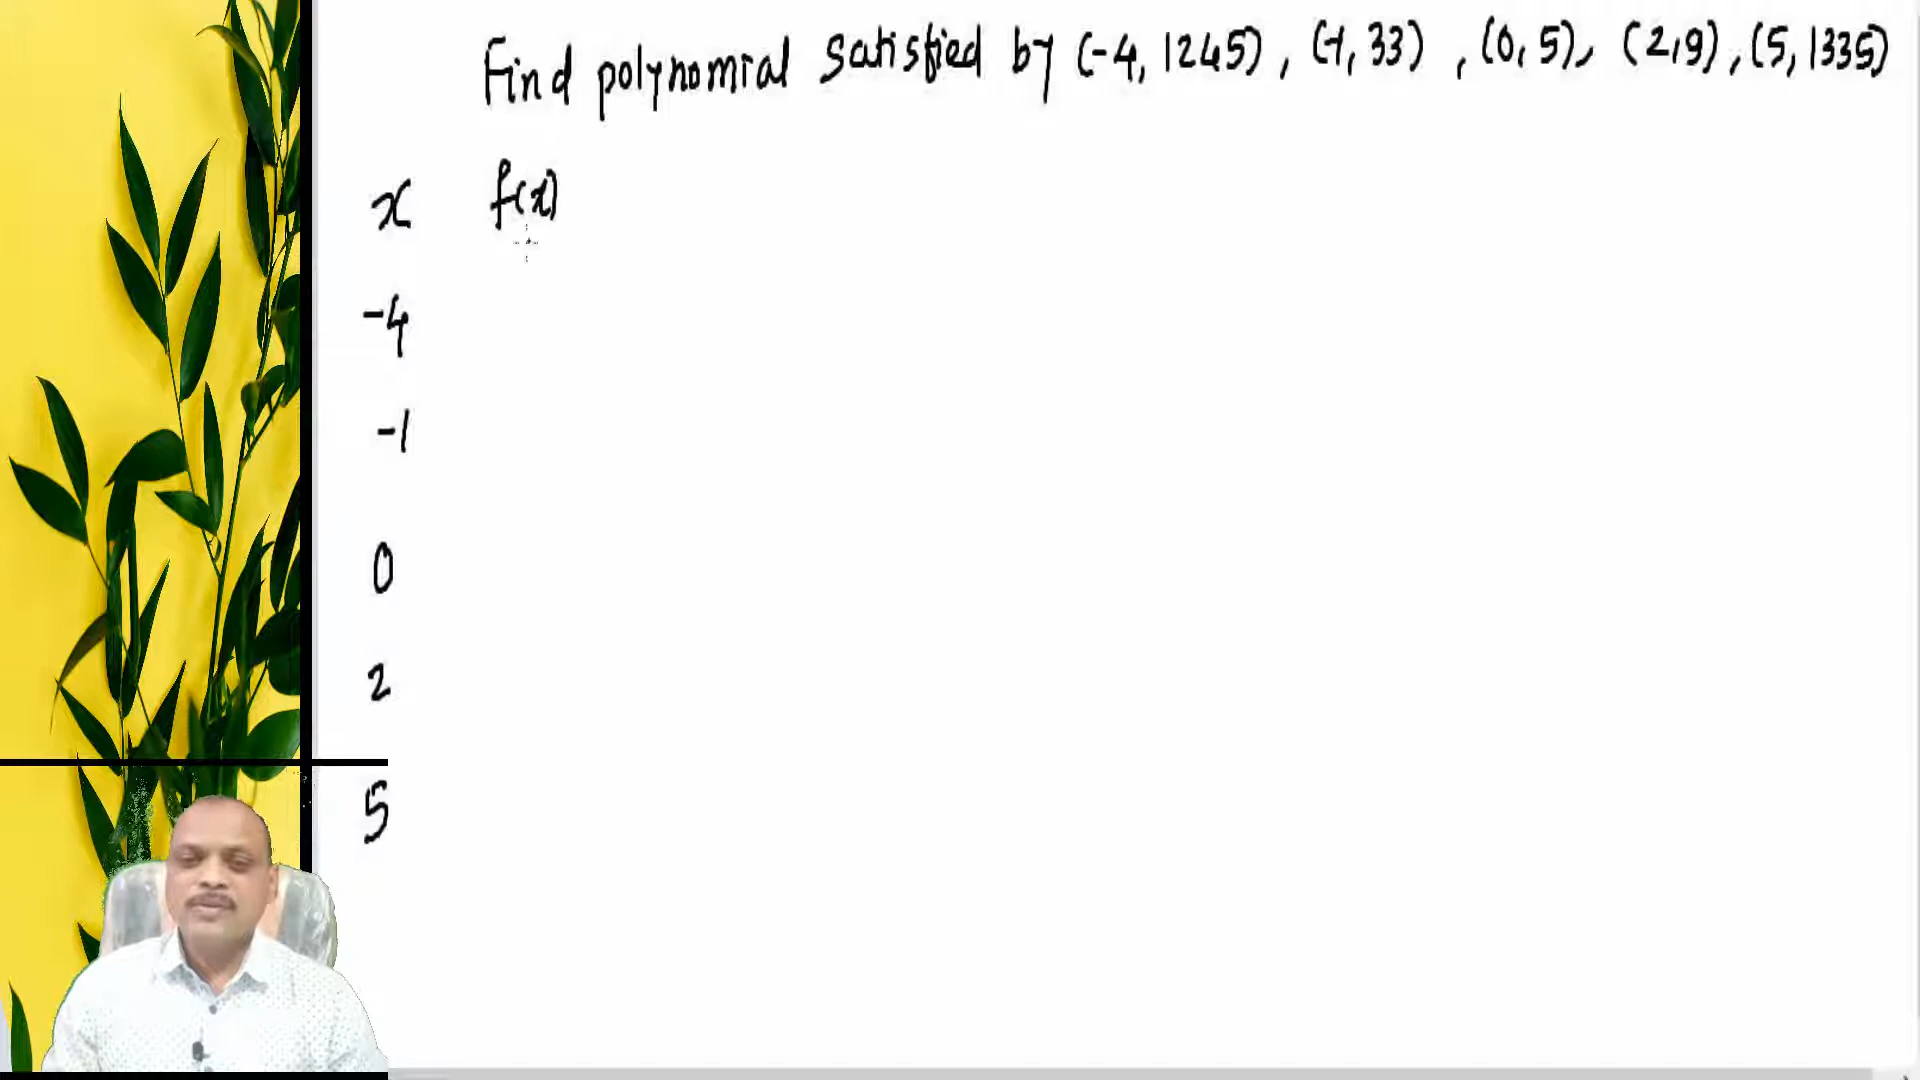 Find polynomial satisfied by (-4, 1245), (-1, 33), (0, 5), (2, 9), (5, 1335)
x f(x)
-4
-1
0
2
5